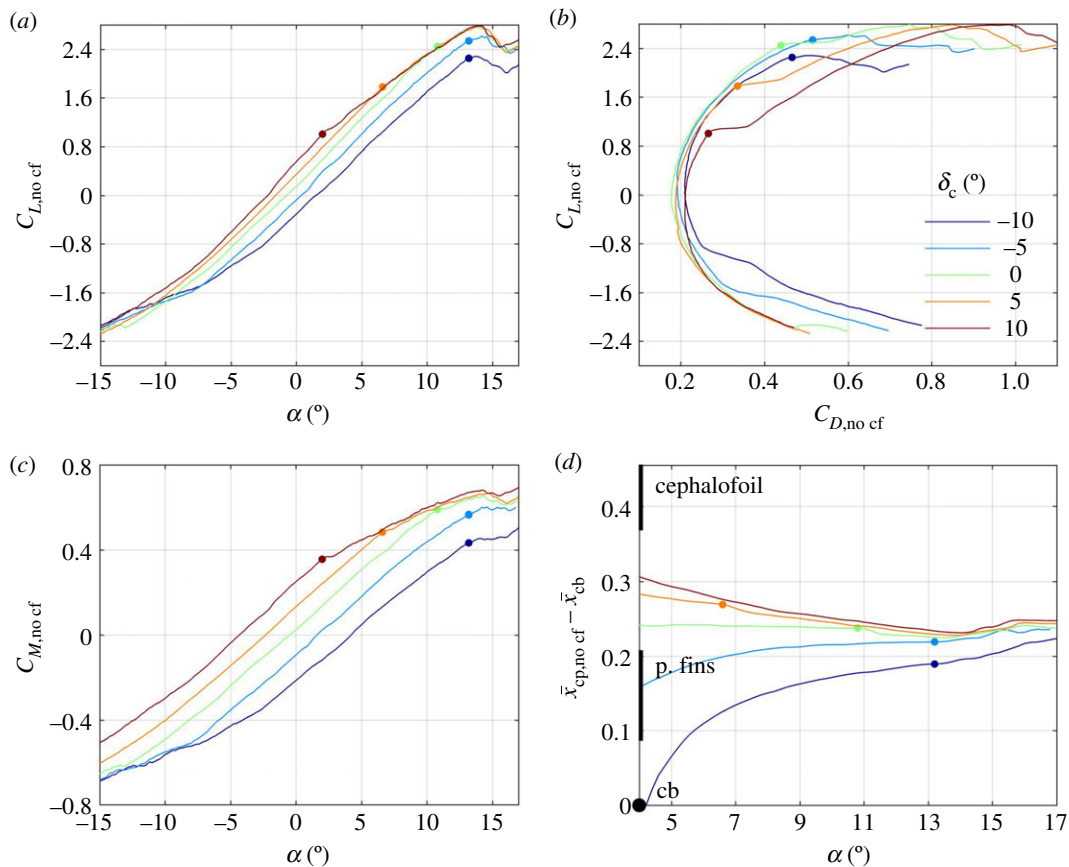 (a)
2.4
1.6
0.8
0
–0.8
–1.6
–2.4
C_L,no cf
–15 –10 –5 0 5 10 15
α (º)
(b)
2.4
1.6
0.8
0
–0.8
–1.6
–2.4
C_L,no cf
δ_c (º)
–10
–5
0
5
10
0.2 0.4 0.6 0.8 1.0
C_D,no cf
(c)
0.8
0.4
0
–0.4
–0.8
C_M,no cf
–15 –10 –5 0 5 10 15
α (º)
(d)
0.4
0.3
0.2
0.1
0
x̄_cp,no cf – x̄_cb
cephalofoil
p. fins
cb
5 7 9 11 13 15 17
α (º)